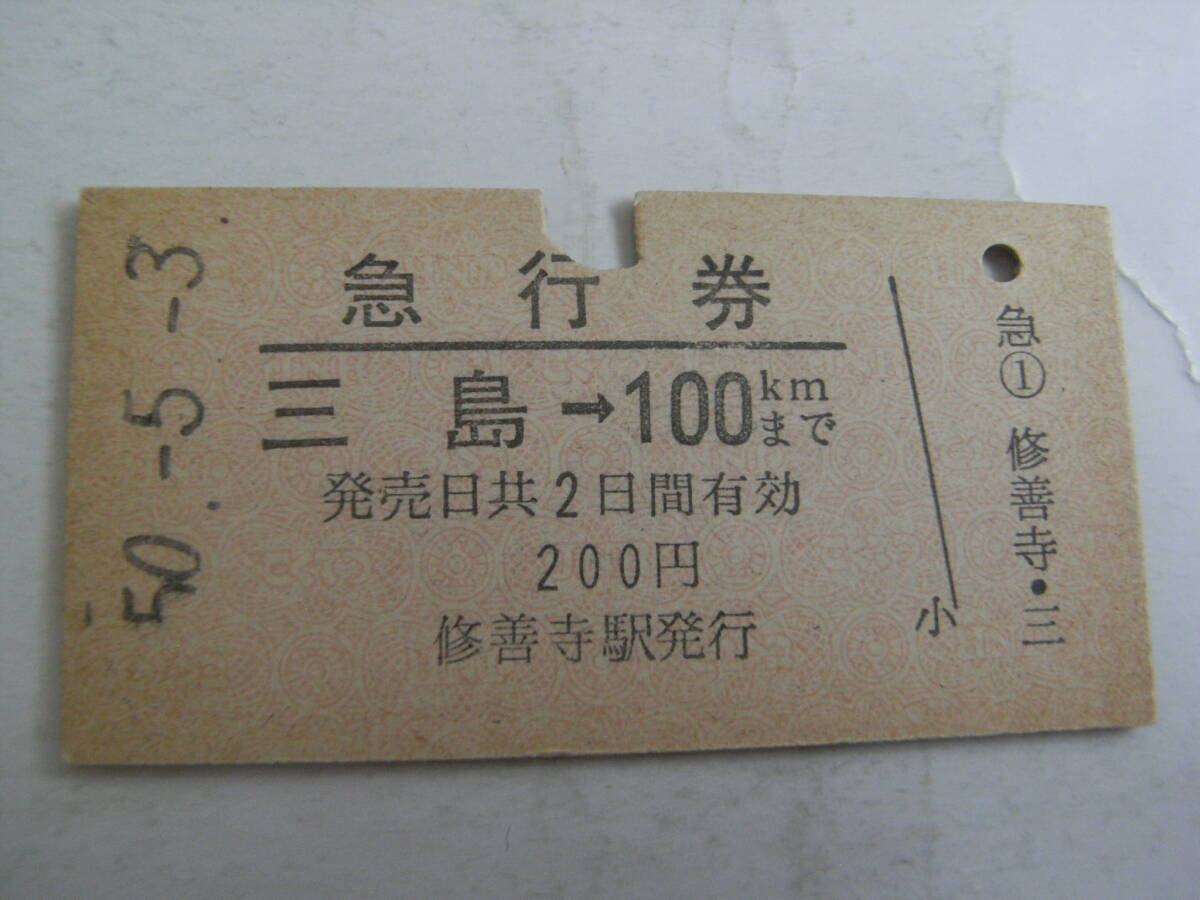 急行券
三島→100kmまで
発売日共2日間有効
200円
修善寺駅発行
50.-5.-3
小
急① 修善寺・三